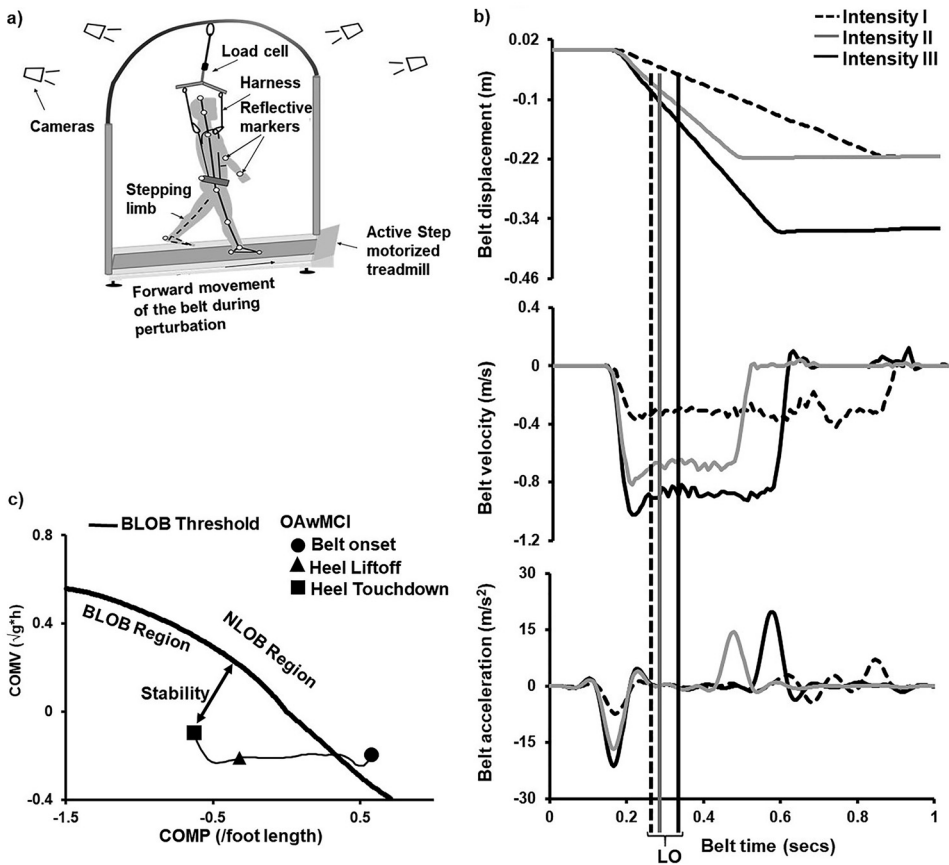 a)
Load cell
Harness
Reflective
markers
Cameras
Stepping
limb
Active Step
motorized
treadmill
Forward movement
of the belt during
perturbation
b)
Intensity I
Intensity II
Intensity III
0.02
-0.1
-0.22
-0.34
-0.46
Belt displacement (m)
0.4
0
-0.4
-0.8
-1.2
Belt velocity (m/s)
30
15
0
-15
-30
Belt acceleration (m/s²)
0 0.2 0.4 0.6 0.8 1
LO
Belt time (secs)
c)
BLOB Threshold
OAwMCI
Belt onset
Heel Liftoff
Heel Touchdown
0.8
0.4
0
-0.4
COMV (√g*h)
BLOB Region
NLOB Region
Stability
-1.5 -0.5 0.5
COMP (/foot length)